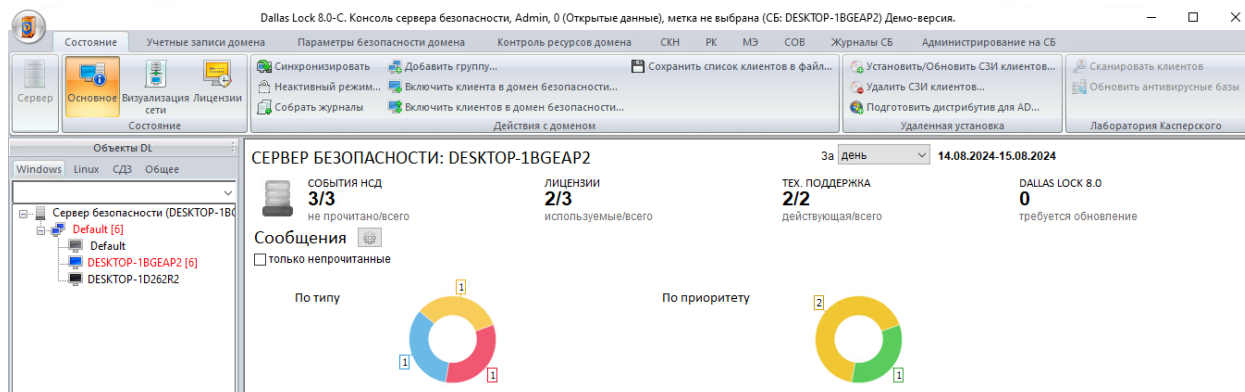 Dallas Lock 8.0-C. Консоль сервера безопасности, Admin, 0 (Открытые данные), метка не выбрана (СБ: DESKTOP-1BGEAP2) Демо-версия.
Состояние Учетные записи домена Параметры безопасности домена Контроль ресурсов домена СКН РК МЭ СОВ Журналы СБ Администрирование на СБ
Синхронизировать Добавить группу... Сохранить список клиентов в файл... Установить/Обновить СЗИ клиентов... Сканировать клиентов
Сервер Основное Визуализация сети Лицензии Неактивный режим... Включить клиента в домен безопасности... Удалить СЗИ клиентов... Обновить антивирусные базы
Собрать журналы Включить клиентов в домен безопасности... Подготовить дистрибутив для AD...
Состояние Действия с доменом Удаленная установка Лаборатория Касперского
Объекты DL
Windows Linux СДЗ Общее
Сервер безопасности (DESKTOP-1BG
Default [6]
Default
DESKTOP-1BGEAP2 [6]
DESKTOP-1D262R2
СЕРВЕР БЕЗОПАСНОСТИ: DESKTOP-1BGEAP2 За день 14.08.2024-15.08.2024
СОБЫТИЯ НСД ЛИЦЕНЗИИ ТЕХ. ПОДДЕРЖКА DALLAS LOCK 8.0
3/3 2/3 2/2 0
не прочитано/всего используемые/всего действующая/всего требуется обновление
Сообщения
только непрочитанные
По типу 1 1 1
По приоритету 2 1